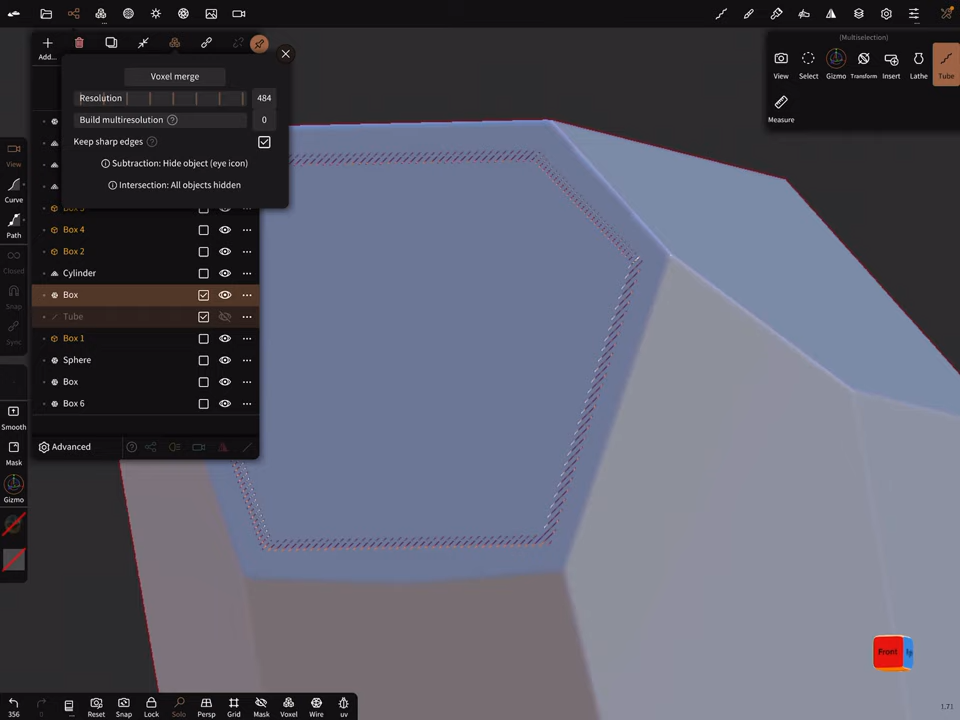 (Multiselection)
Add...
View
Select
Gizmo
Transform
Insert
Lathe
Tube
Measure
Voxel merge
Resolution
484
Build multiresolution ?
0
Keep sharp edges ?
Subtraction: Hide object (eye icon)
Intersection: All objects hidden
Box 4
Box 2
Cylinder
Box
Tube
Box 1
Sphere
Box
Box 6
Advanced
View
Curve
Path
Closed
Snap
Sync
Smooth
Mask
Gizmo
Front
356
0
...
Reset
Snap
Lock
Solo
Persp
Grid
Mask
Voxel
Wire
uv
1.71